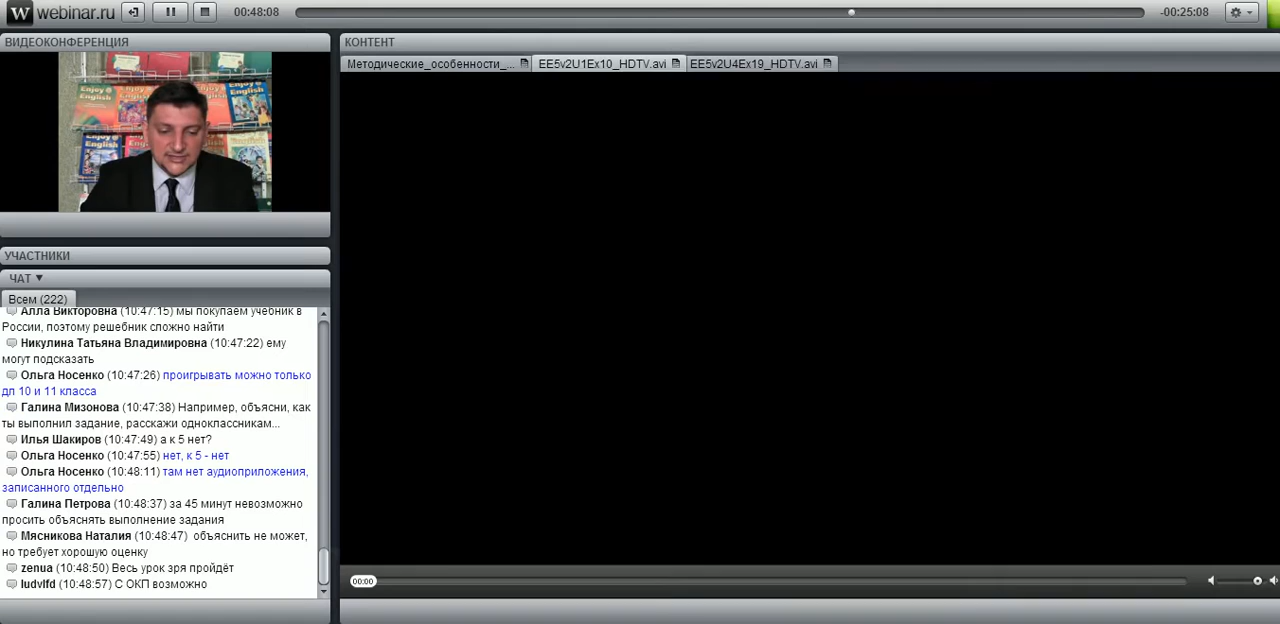 W webinar.ru
00:48:08
-00:25:08
ВИДЕОКОНФЕРЕНЦИЯ
Enjoy
English
Enjoy
English
Enjoy
УЧАСТНИКИ
ЧАТ ▼
Всем (222)
Алла Викторовна (10:47:15) мы покупаем учебник в
России, поэтому решебник сложно найти
Никулина Татьяна Владимировна (10:47:22) ему
могут подсказать
Ольга Носенко (10:47:26) проигрывать можно только
дл 10 и 11 класса
Галина Мизонова (10:47:38) Например, объясни, как
ты выполнил задание, расскажи одноклассникам...
Илья Шакиров (10:47:49) а к 5 нет?
Ольга Носенко (10:47:55) нет, к 5 - нет
Ольга Носенко (10:48:11) там нет аудиоприложения,
записанного отдельно
Галина Петрова (10:48:37) за 45 минут невозможно
просить объяснять выполнение задания
Мясникова Наталия (10:48:47) объяснить не может,
но требует хорошую оценку
zenua (10:48:50) Весь урок зря пройдёт
ludvlfd (10:48:57) С ОКП возможно
КОНТЕНТ
Методические_особенности_...
EE5v2U1Ex10_HDTV.avi
EE5v2U4Ex19_HDTV.avi
00:00